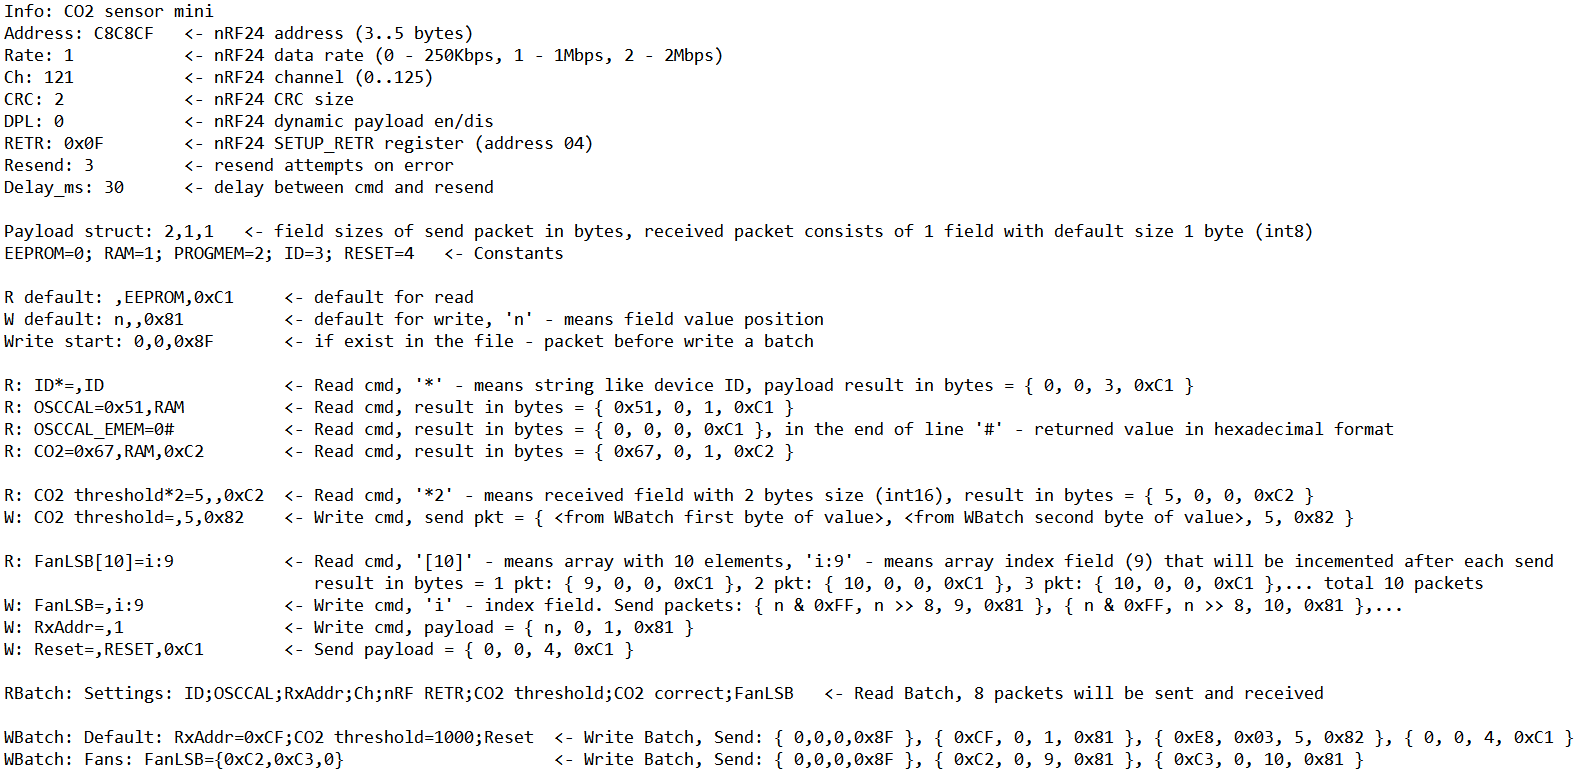 Info: CO2 sensor mini
Address: C8C8CF   <- nRF24 address (3..5 bytes)
Rate: 1           <- nRF24 data rate (0 - 250Kbps, 1 - 1Mbps, 2 - 2Mbps)
Ch: 121           <- nRF24 channel (0..125)
CRC: 2            <- nRF24 CRC size
DPL: 0            <- nRF24 dynamic payload en/dis
RETR: 0x0F        <- nRF24 SETUP_RETR register (address 04)
Resend: 3         <- resend attempts on error
Delay_ms: 30      <- delay between cmd and resend

Payload struct: 2,1,1   <- field sizes of send packet in bytes, received packet consists of 1 field with default size 1 byte (int8)
EEPROM=0; RAM=1; PROGMEM=2; ID=3; RESET=4   <- Constants

R default: ,EEPROM,0xC1     <- default for read
W default: n,,0x81          <- default for write, 'n' - means field value position
Write start: 0,0,0x8F       <- if exist in the file - packet before write a batch

R: ID*=,ID                  <- Read cmd, '*' - means string like device ID, payload result in bytes = { 0, 0, 3, 0xC1 }
R: OSCCAL=0x51,RAM          <- Read cmd, result in bytes = { 0x51, 0, 1, 0xC1 }
R: OSCCAL_EMEM=0#           <- Read cmd, result in bytes = { 0, 0, 0, 0xC1 }, in the end of line '#' - returned value in hexadecimal format
R: CO2=0x67,RAM,0xC2        <- Read cmd, result in bytes = { 0x67, 0, 1, 0xC2 }

R: CO2 threshold*2=5,,0xC2  <- Read cmd, '*2' - means received field with 2 bytes size (int16), result in bytes = { 5, 0, 0, 0xC2 }
W: CO2 threshold=,5,0x82    <- Write cmd, send pkt = { <from WBatch first byte of value>, <from WBatch second byte of value>, 5, 0x82 }

R: FanLSB[10]=i:9           <- Read cmd, '[10]' - means array with 10 elements, 'i:9' - means array index field (9) that will be incemented after each send
                               result in bytes = 1 pkt: { 9, 0, 0, 0xC1 }, 2 pkt: { 10, 0, 0, 0xC1 }, 3 pkt: { 10, 0, 0, 0xC1 },... total 10 packets
W: FanLSB=,i:9              <- Write cmd, 'i' - index field. Send packets: { n & 0xFF, n >> 8, 9, 0x81 }, { n & 0xFF, n >> 8, 10, 0x81 },...
W: RxAddr=,1                <- Write cmd, payload = { n, 0, 1, 0x81 }
W: Reset=,RESET,0xC1        <- Send payload = { 0, 0, 4, 0xC1 }

RBatch: Settings: ID;OSCCAL;RxAddr;Ch;nRF RETR;CO2 threshold;CO2 correct;FanLSB   <- Read Batch, 8 packets will be sent and received

WBatch: Default: RxAddr=0xCF;CO2 threshold=1000;Reset  <- Write Batch, Send: { 0,0,0,0x8F }, { 0xCF, 0, 1, 0x81 }, { 0xE8, 0x03, 5, 0x82 }, { 0, 0, 4, 0xC1 }
WBatch: Fans: FanLSB={0xC2,0xC3,0}                     <- Write Batch, Send: { 0,0,0,0x8F }, { 0xC2, 0, 9, 0x81 }, { 0xC3, 0, 10, 0x81 }